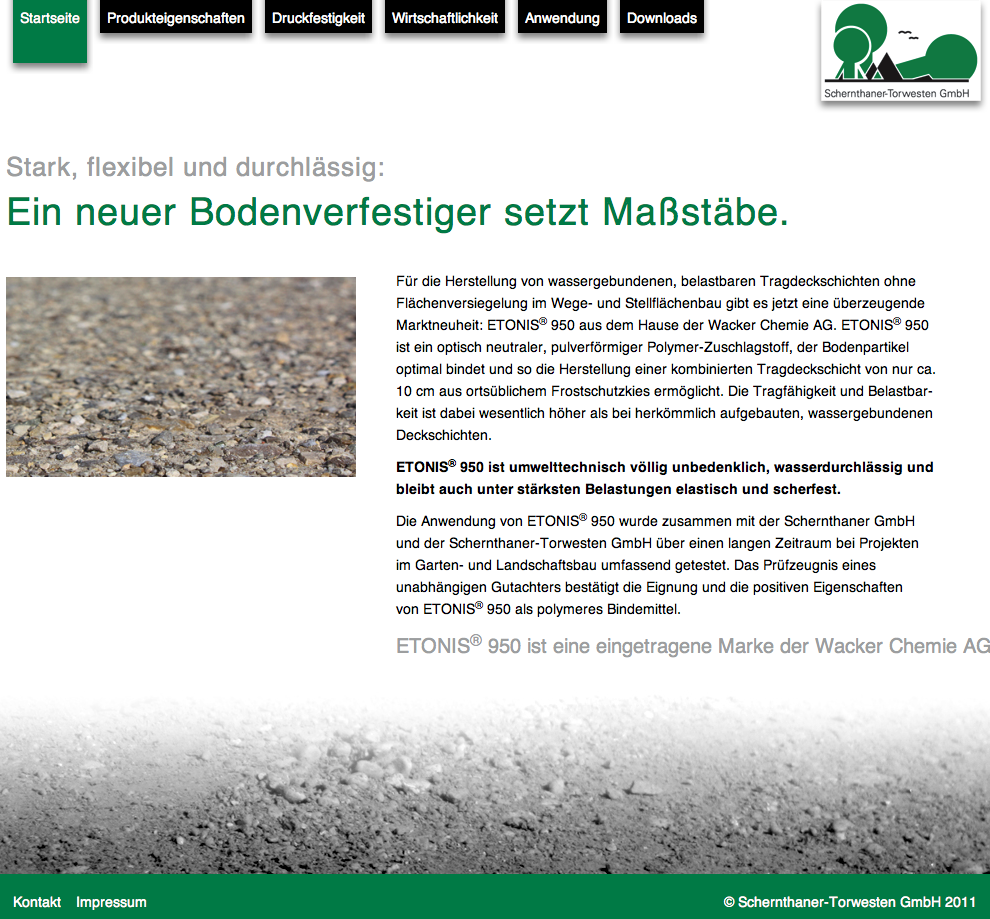 Startseite Produkteigenschaften Druckfestigkeit Wirtschaftlichkeit Anwendung Downloads
Schernthaner-Torwesten GmbH
Stark, flexibel und durchlässig:
Ein neuer Bodenverfestiger setzt Maßstäbe.
Für die Herstellung von wassergebundenen, belastbaren Tragdeckschichten ohne
Flächenversiegelung im Wege- und Stellflächenbau gibt es jetzt eine überzeugende
Marktneuheit: ETONIS® 950 aus dem Hause der Wacker Chemie AG. ETONIS® 950
ist ein optisch neutraler, pulverförmiger Polymer-Zuschlagstoff, der Bodenpartikel
optimal bindet und so die Herstellung einer kombinierten Tragdeckschicht von nur ca.
10 cm aus ortsüblichem Frostschutzkies ermöglicht. Die Tragfähigkeit und Belastbar-
keit ist dabei wesentlich höher als bei herkömmlich aufgebauten, wassergebundenen
Deckschichten.
ETONIS® 950 ist umwelttechnisch völlig unbedenklich, wasserdurchlässig und
bleibt auch unter stärksten Belastungen elastisch und scherfest.
Die Anwendung von ETONIS® 950 wurde zusammen mit der Schernthaner GmbH
und der Schernthaner-Torwesten GmbH über einen langen Zeitraum bei Projekten
im Garten- und Landschaftsbau umfassend getestet. Das Prüfzeugnis eines
unabhängigen Gutachters bestätigt die Eignung und die positiven Eigenschaften
von ETONIS® 950 als polymeres Bindemittel.
ETONIS® 950 ist eine eingetragene Marke der Wacker Chemie AG
Kontakt Impressum © Schernthaner-Torwesten GmbH 2011